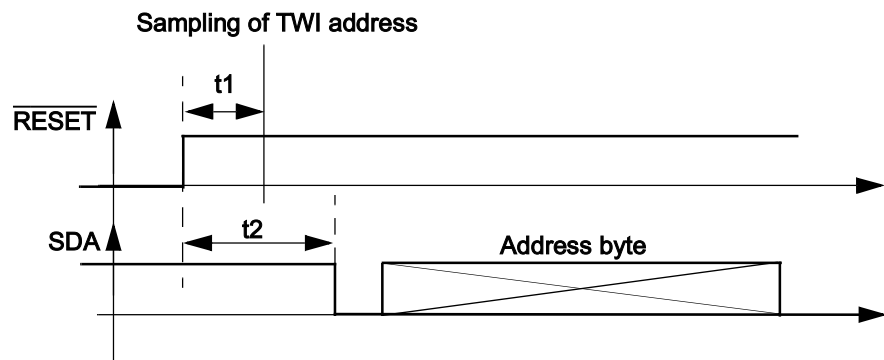 Sampling of TWI address
t1
RESET
t2
SDA
Address byte